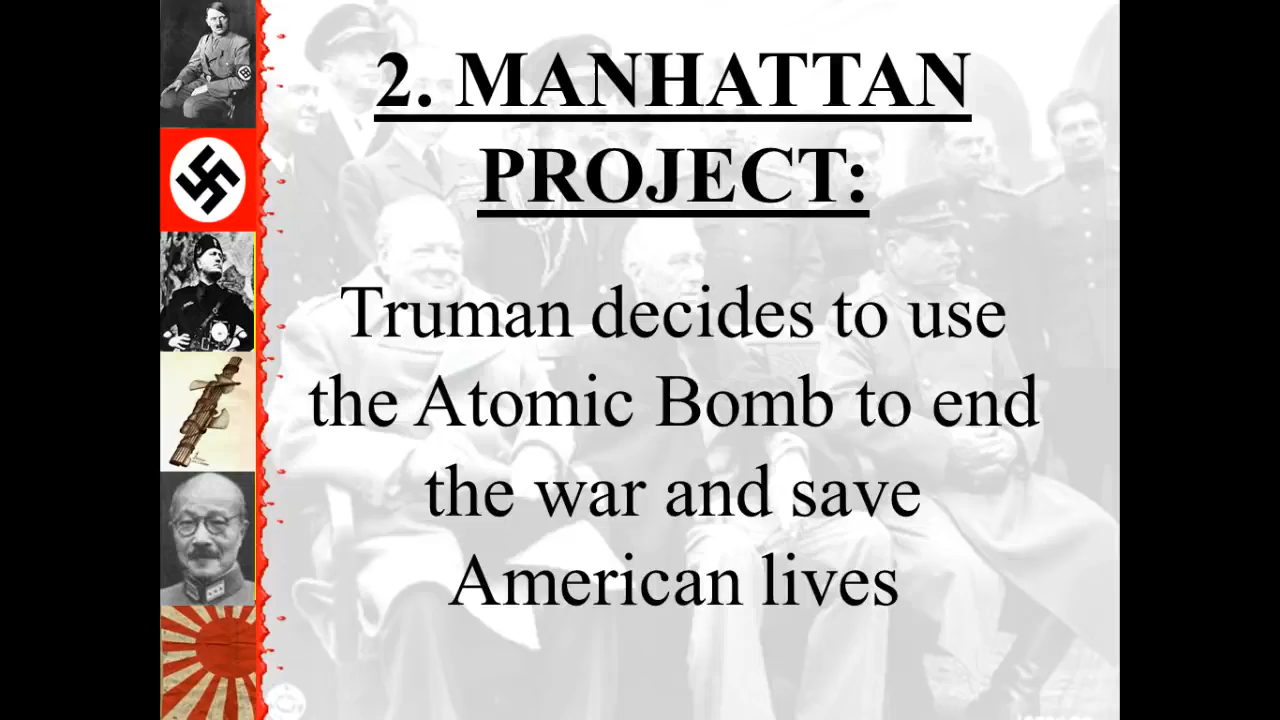 2. MANHATTAN
PROJECT:
Truman decides to use
the Atomic Bomb to end
the war and save
American lives